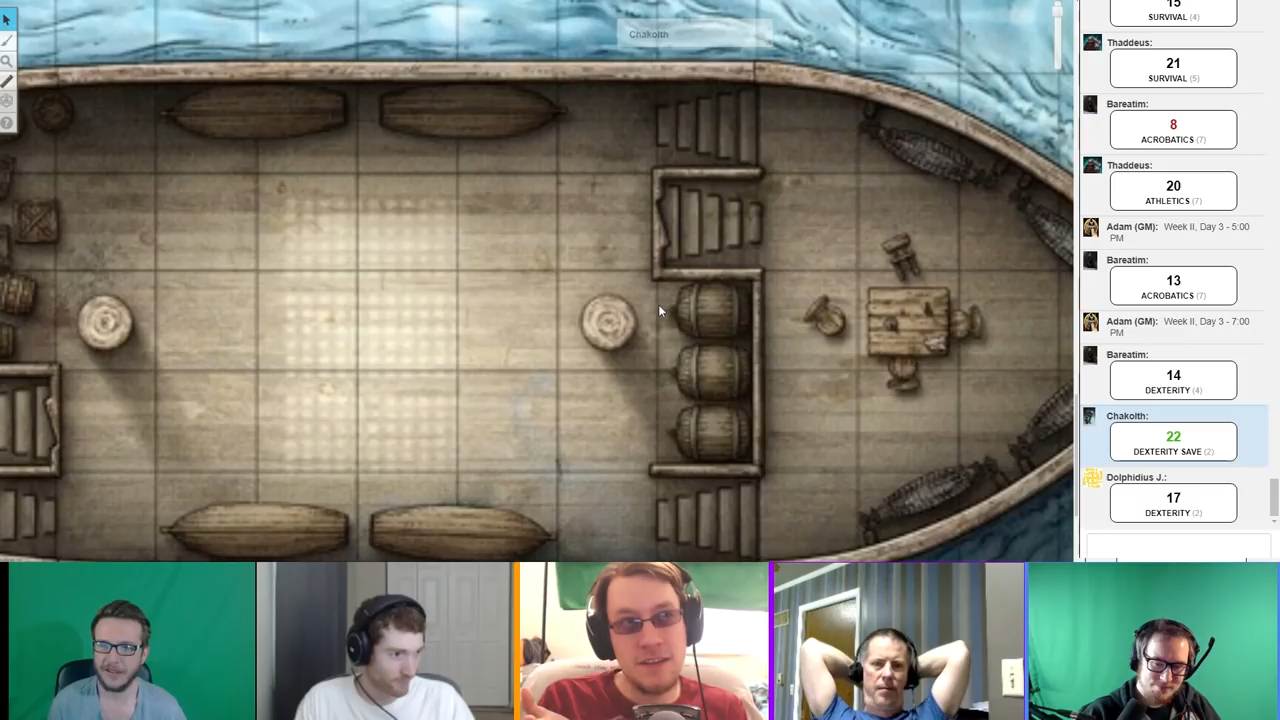 Chakolth
15
SURVIVAL (4)
Thaddeus:
21
SURVIVAL (5)
Bareatim:
8
ACROBATICS (7)
Thaddeus:
20
ATHLETICS (7)
Adam (GM): Week II, Day 3 - 5:00
PM
Bareatim:
13
ACROBATICS (7)
Adam (GM): Week II, Day 3 - 7:00
PM
Bareatim:
14
DEXTERITY (4)
Chakolth:
22
DEXTERITY SAVE (2)
Dolphidius J.:
17
DEXTERITY (2)